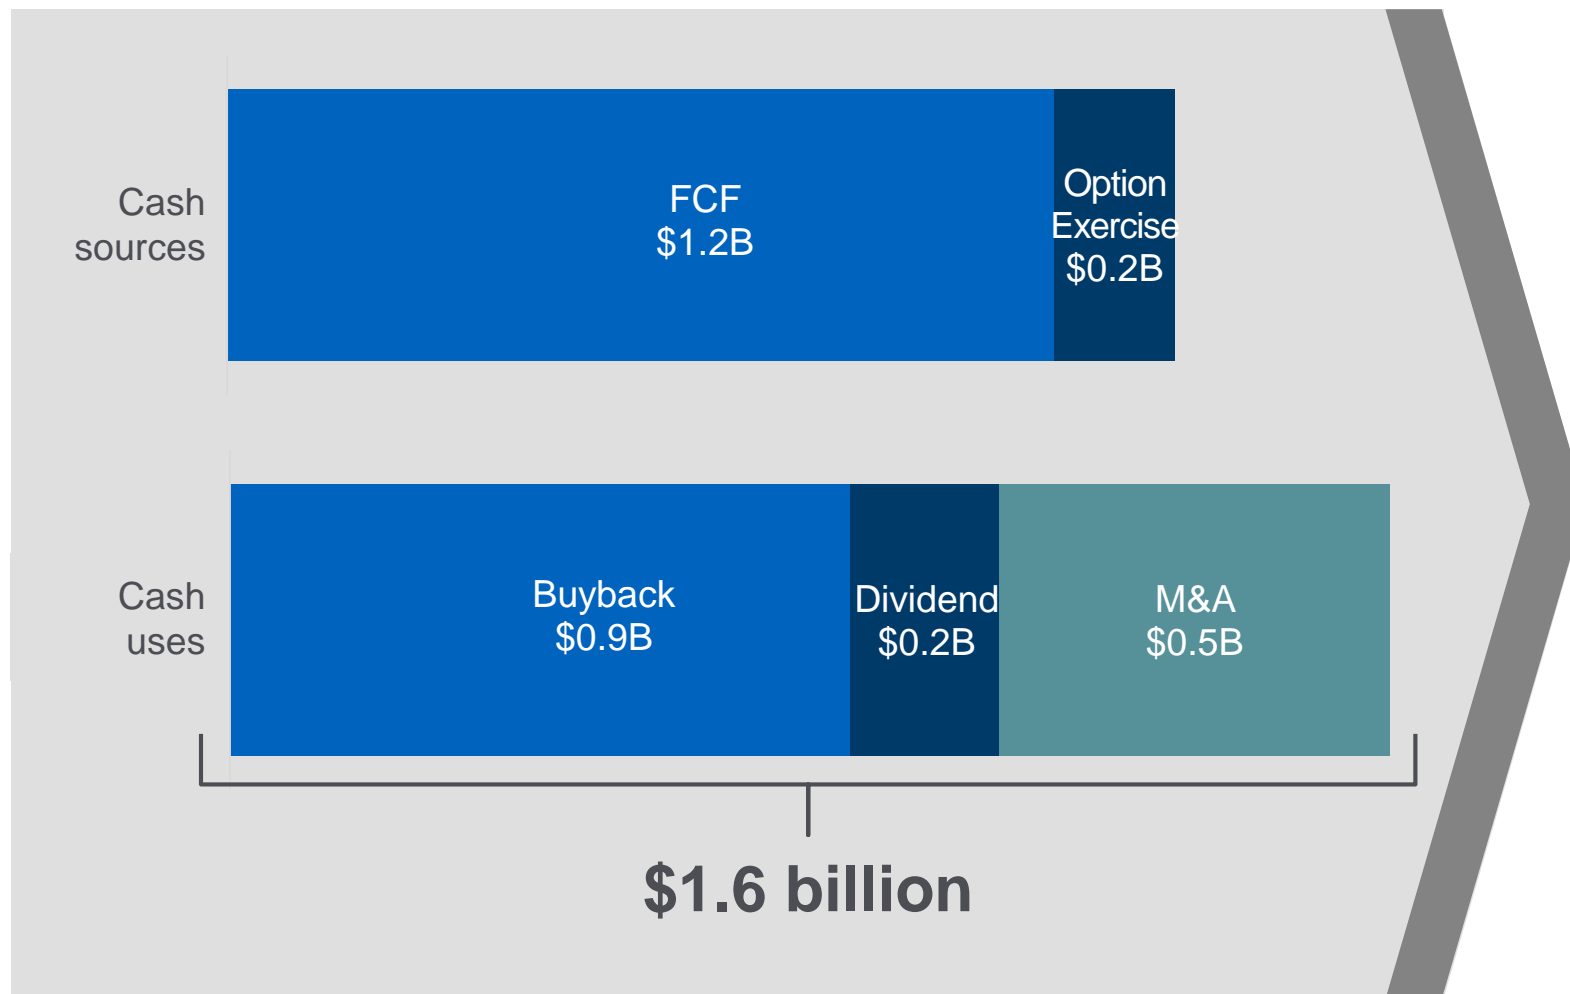 Cash
sources
FCF
$1.2B
Option
Exercise
$0.2B
Cash
uses
Buyback
$0.9B
Dividend
$0.2B
M&A
$0.5B
$1.6 billion